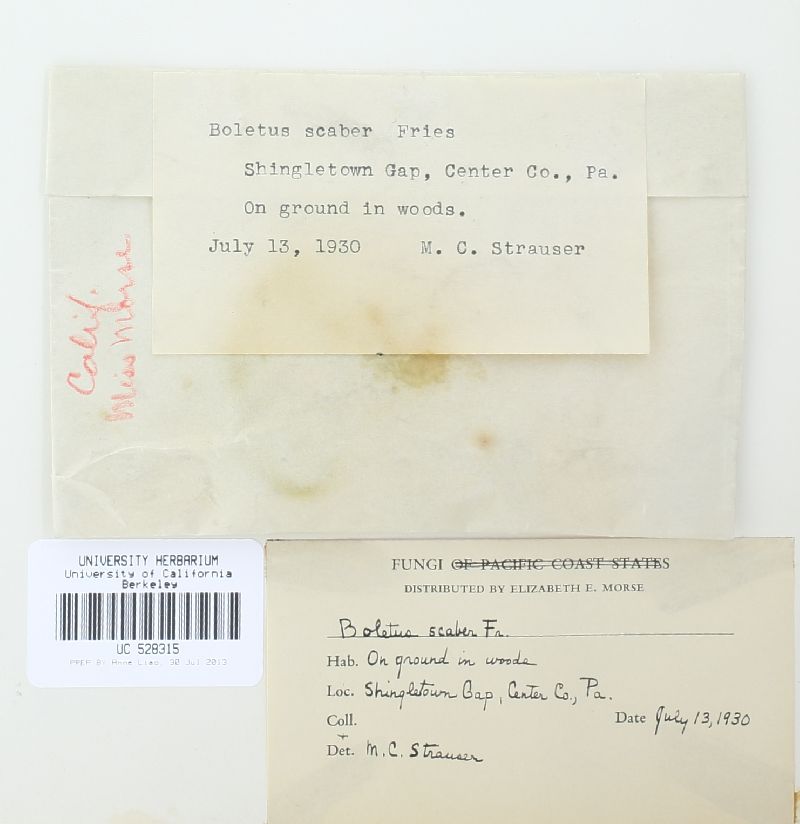 Boletus scaber Fries
Shingletown Gap, Center Co., Pa.
On ground in woods.
July 13, 1930 M. C. Strauser
Calif.
Miss Morse
UNIVERSITY HERBARIUM
University of California
Berkeley
UC 528315
PREP BY Anne Liao, 30 Jul 2013
FUNGI OF PACIFIC COAST STATES
DISTRIBUTED BY ELIZABETH E. MORSE
Boletus scaber Fr.
Hab. On ground in woods
Loc. Shingletown Gap, Center Co., Pa.
Coll. Date July 13, 1930
+
Det. M. C. Strauser